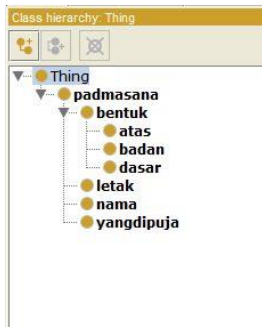 Class hierarchy: Thing
Thing
padmasana
bentuk
atas
badan
dasar
letak
nama
yangdipuja